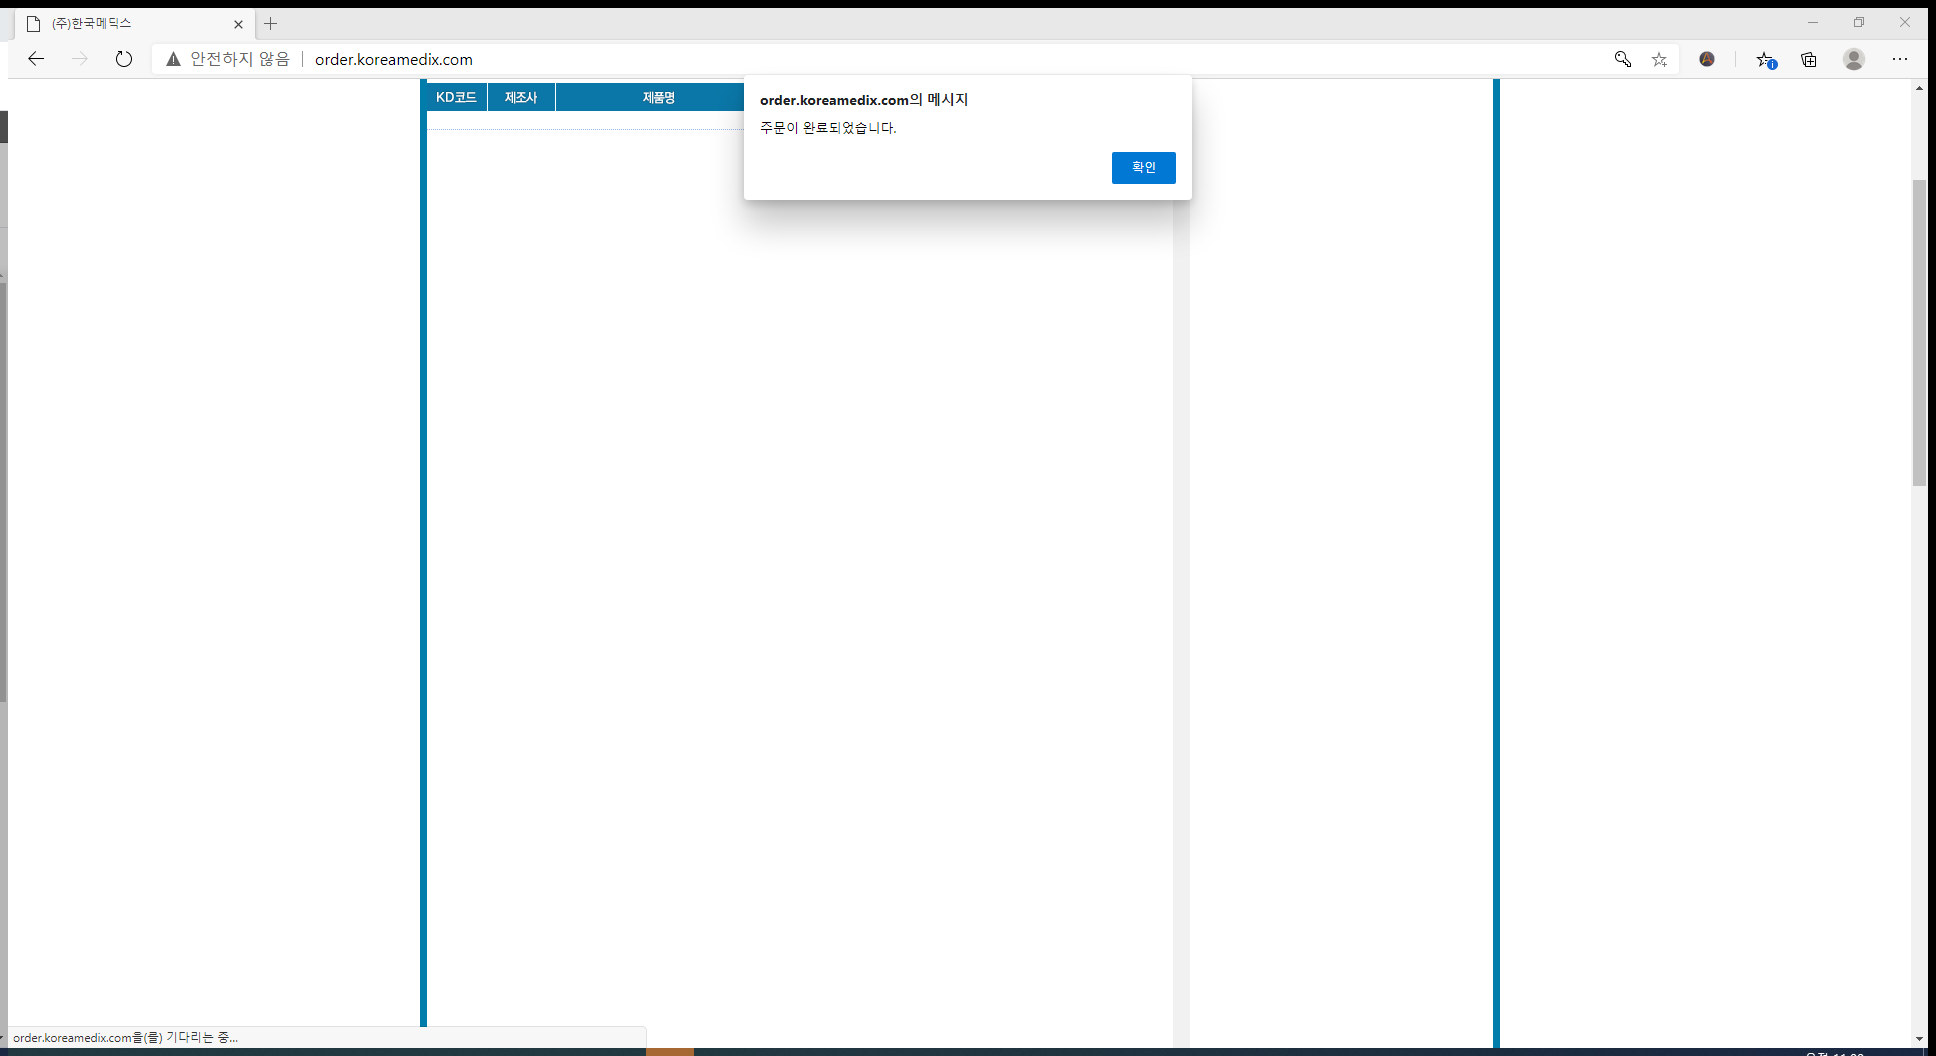 (주)한국메딕스
안전하지 않음 order.koreamedix.com
KD코드 제조사 제품명
order.koreamedix.com의 메시지
주문이 완료되었습니다.
확인
order.koreamedix.com을(를) 기다리는 중...